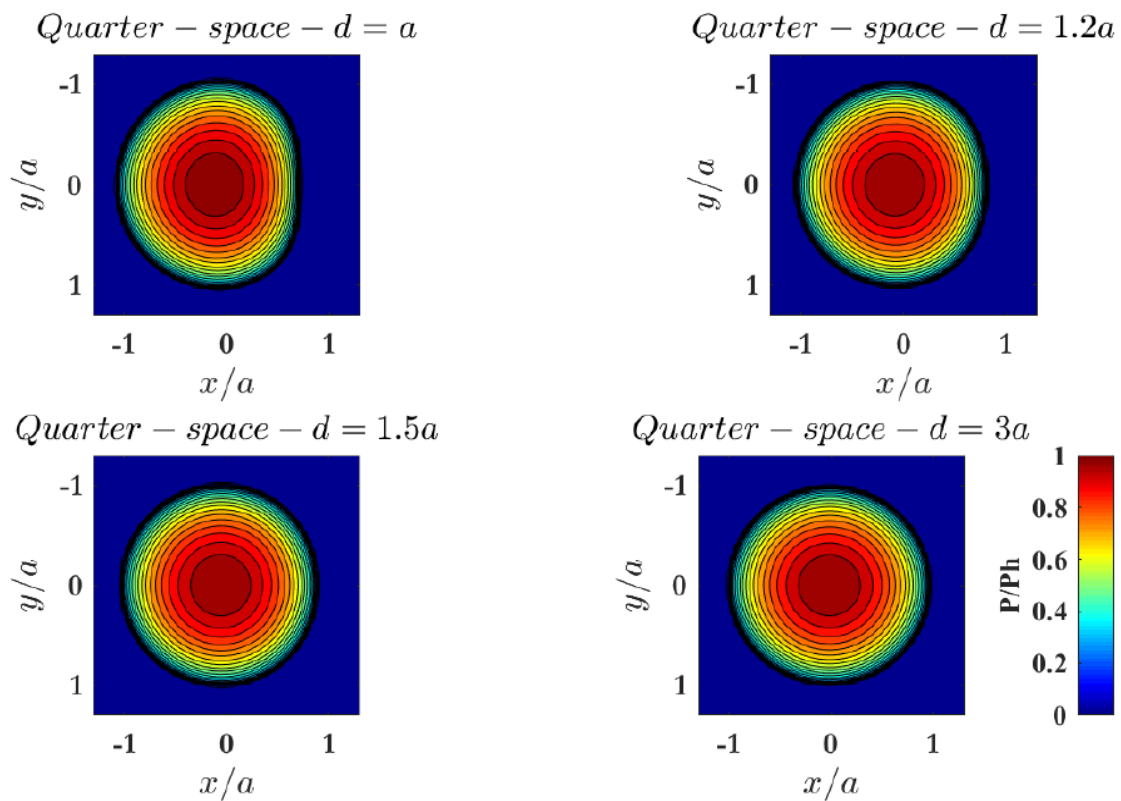 Quarter − space − d = a
-1
0
1
y/a
-1 0 1
x/a
Quarter − space − d = 1.2a
-1
0
1
y/a
-1 0 1
x/a
Quarter − space − d = 1.5a
-1
0
1
y/a
-1 0 1
x/a
Quarter − space − d = 3a
-1
0
1
y/a
-1 0 1
x/a
1
0.8
0.6
0.4
0.2
0
P/Ph